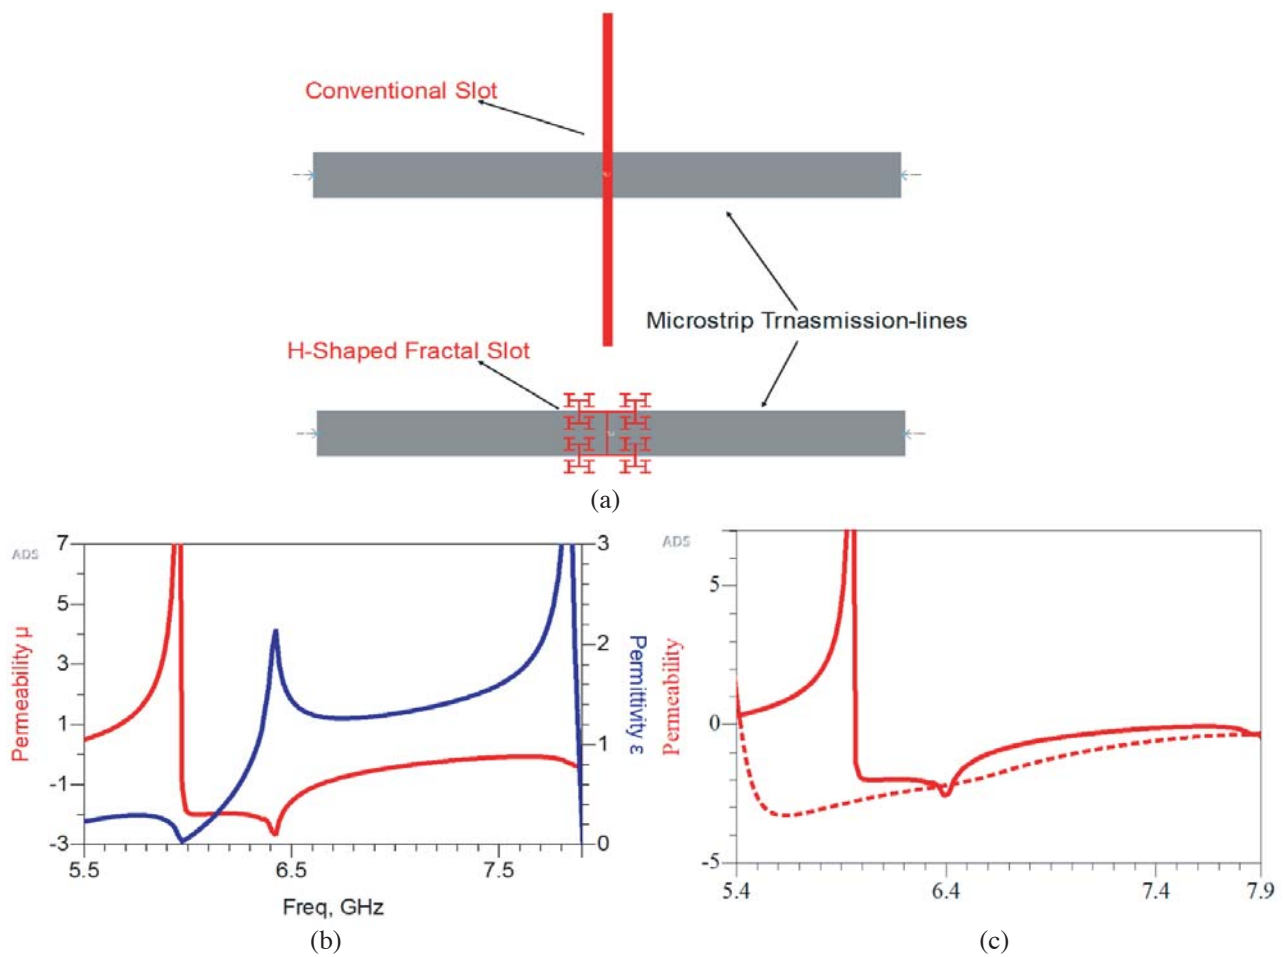 Conventional Slot
Microstrip Trnasmission-lines
H-Shaped Fractal Slot
(a)
ADS
7
5
3
1
-1
-3
Permeability µ
3
2
1
0
Permittivity ε
5.5
6.5
7.5
Freq, GHz
(b)
ADS
5
0
-5
Permeability
5.4
6.4
7.4
7.9
(c)